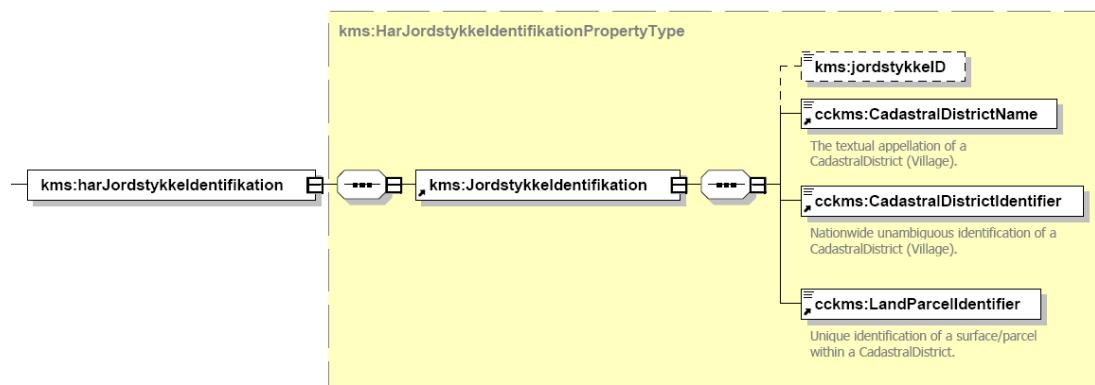 kms:HarJordstykkeIdentifikationPropertyType
kms:jordstykkeID
cckms:CadastralDistrictName
The textual appellation of a
CadastralDistrict (Village).
kms:harJordstykkeIdentifikation
kms:JordstykkeIdentifikation
cckms:CadastralDistrictIdentifier
Nationwide unambiguous identification of a
CadastralDistrict (Village).
cckms:LandParcelIdentifier
Unique identification of a surface/parcel
within a CadastralDistrict.